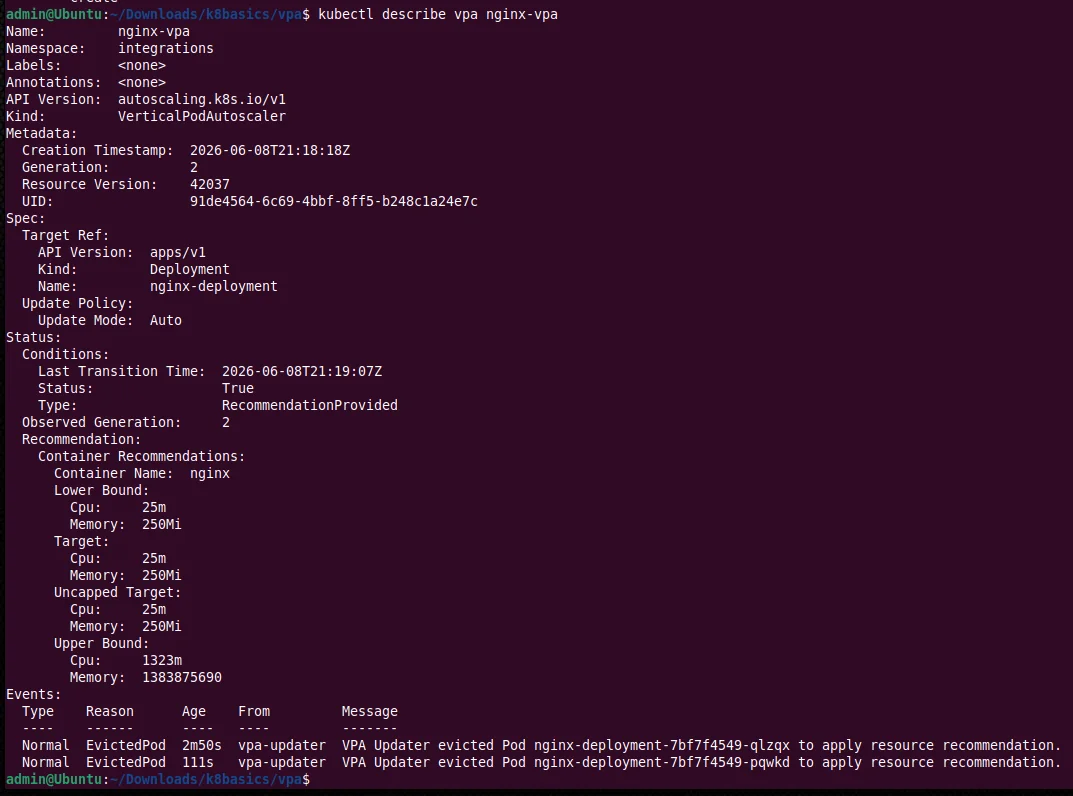 admin@Ubuntu:~/Downloads/k8basics/vpa$ kubectl describe vpa nginx-vpa
Name:         nginx-vpa
Namespace:    integrations
Labels:       <none>
Annotations:  <none>
API Version:  autoscaling.k8s.io/v1
Kind:         VerticalPodAutoscaler
Metadata:
  Creation Timestamp:  2026-06-08T21:18:18Z
  Generation:          2
  Resource Version:    42037
  UID:                 91de4564-6c69-4bbf-8ff5-b248c1a24e7c
Spec:
  Target Ref:
    API Version:  apps/v1
    Kind:         Deployment
    Name:         nginx-deployment
  Update Policy:
    Update Mode:  Auto
Status:
  Conditions:
    Last Transition Time:  2026-06-08T21:19:07Z
    Status:                True
    Type:                  RecommendationProvided
  Observed Generation:     2
  Recommendation:
    Container Recommendations:
      Container Name:  nginx
      Lower Bound:
        Cpu:     25m
        Memory:  250Mi
      Target:
        Cpu:     25m
        Memory:  250Mi
      Uncapped Target:
        Cpu:     25m
        Memory:  250Mi
      Upper Bound:
        Cpu:     1323m
        Memory:  1383875690
Events:
  Type    Reason      Age    From         Message
  ----    ------      ----   ----         -------
  Normal  EvictedPod  2m50s  vpa-updater  VPA Updater evicted Pod nginx-deployment-7bf7f4549-qlzqx to apply resource recommendation.
  Normal  EvictedPod  111s   vpa-updater  VPA Updater evicted Pod nginx-deployment-7bf7f4549-pqwkd to apply resource recommendation.
admin@Ubuntu:~/Downloads/k8basics/vpa$